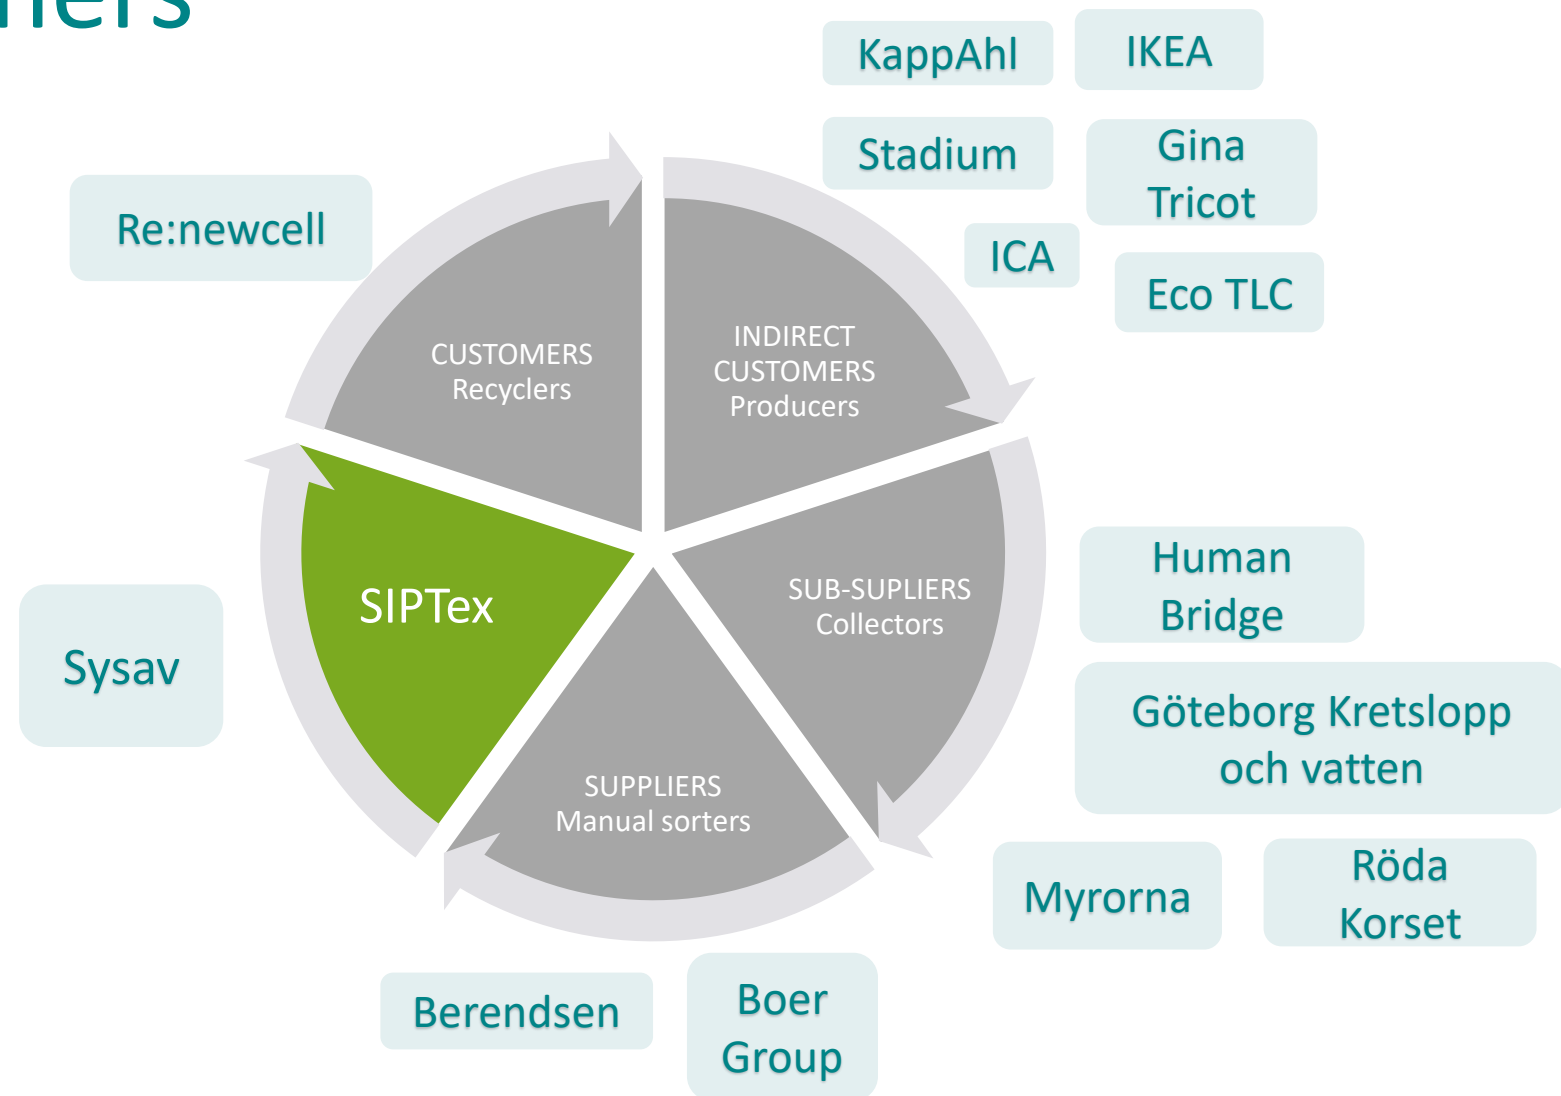 KappAhl
IKEA
Stadium
Gina
Tricot
ICA
Eco TLC
Re:newcell
CUSTOMERS
Recyclers
INDIRECT
CUSTOMERS
Producers
SIPTex
SUB-SUPLIERS
Collectors
Human
Bridge
Sysav
Göteborg Kretslopp
och vatten
SUPPLIERS
Manual sorters
Myrorna
Röda
Korset
Berendsen
Boer
Group